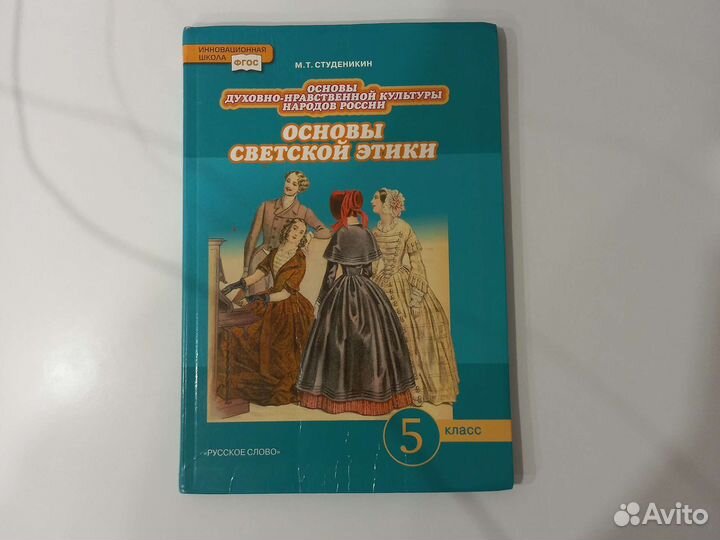 ИННОВАЦИОННАЯ
ШКОЛА
ФГОС
М.Т. СТУДЕНИКИН
ОСНОВЫ
ДУХОВНО-НРАВСТВЕННОЙ КУЛЬТУРЫ
НАРОДОВ РОССИИ
ОСНОВЫ
СВЕТСКОЙ ЭТИКИ
5 КЛАСС
«РУССКОЕ СЛОВО»
Avito